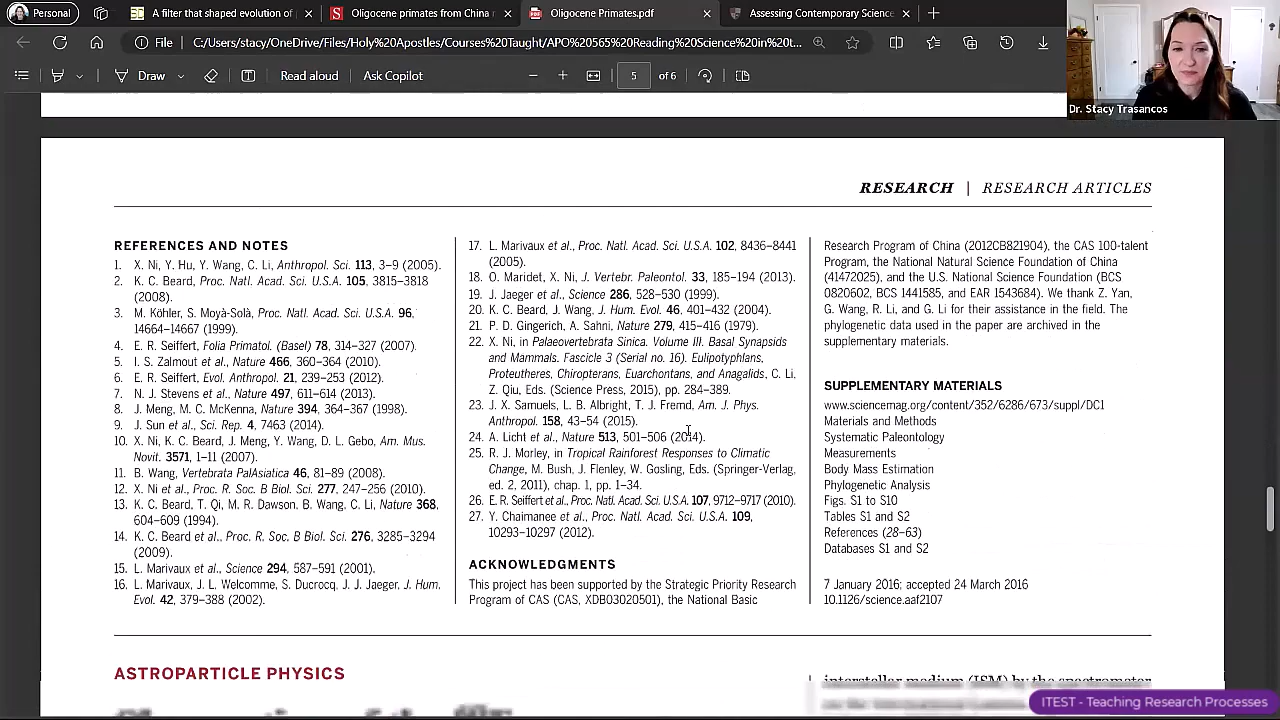 Personal
A filter that shaped evolution of p
Oligocene primates from China r
Oligocene Primates.pdf
Assessing Contemporary Science
File
C:/Users/stacy/OneDrive/Files/Holy%20Apostles/Courses%20Taught/APO%20565%20Reading%20Science%20in%20t...
Draw
Read aloud
Ask Copilot
5
of 6
Dr. Stacy Trasancos
RESEARCH | RESEARCH ARTICLES
REFERENCES AND NOTES
1. X. Ni, Y. Hu, Y. Wang, C. Li, Anthropol. Sci. 113, 3–9 (2005).
2. K. C. Beard, Proc. Natl. Acad. Sci. U.S.A. 105, 3815–3818
(2008).
3. M. Köhler, S. Moyà-Solà, Proc. Natl. Acad. Sci. U.S.A. 96,
14664–14667 (1999).
4. E. R. Seiffert, Folia Primatol. (Basel) 78, 314–327 (2007).
5. I. S. Zalmout et al., Nature 466, 360–364 (2010).
6. E. R. Seiffert, Evol. Anthropol. 21, 239–253 (2012).
7. N. J. Stevens et al., Nature 497, 611–614 (2013).
8. J. Meng, M. C. McKenna, Nature 394, 364–367 (1998).
9. J. Sun et al., Sci. Rep. 4, 7463 (2014).
10. X. Ni, K. C. Beard, J. Meng, Y. Wang, D. L. Gebo, Am. Mus.
Novit. 3571, 1–11 (2007).
11. B. Wang, Vertebrata PalAsiatica 46, 81–89 (2008).
12. X. Ni et al., Proc. R. Soc. B Biol. Sci. 277, 247–256 (2010).
13. K. C. Beard, T. Qi, M. R. Dawson, B. Wang, C. Li, Nature 368,
604–609 (1994).
14. K. C. Beard et al., Proc. R. Soc. B Biol. Sci. 276, 3285–3294
(2009).
15. L. Marivaux et al., Science 294, 587–591 (2001).
16. L. Marivaux, J. L. Welcomme, S. Ducrocq, J. J. Jaeger, J. Hum.
Evol. 42, 379–388 (2002).
17. L. Marivaux et al., Proc. Natl. Acad. Sci. U.S.A. 102, 8436–8441
(2005).
18. O. Maridet, X. Ni, J. Vertebr. Paleontol. 33, 185–194 (2013).
19. J. Jaeger et al., Science 286, 528–530 (1999).
20. K. C. Beard, J. Wang, J. Hum. Evol. 46, 401–432 (2004).
21. P. D. Gingerich, A. Sahni, Nature 279, 415–416 (1979).
22. X. Ni, in Palaeovertebrata Sinica. Volume III. Basal Synapsids
and Mammals. Fascicle 3 (Serial no. 16). Eulipotyphlans,
Proteutheres, Chiropterans, Euarchontans, and Anagalids, C. Li,
Z. Qiu, Eds. (Science Press, 2015), pp. 284–389.
23. J. X. Samuels, L. B. Albright, T. J. Fremd, Am. J. Phys.
Anthropol. 158, 43–54 (2015).
24. A. Licht et al., Nature 513, 501–506 (2014).
25. R. J. Morley, in Tropical Rainforest Responses to Climatic
Change, M. Bush, J. Flenley, W. Gosling, Eds. (Springer-Verlag,
ed. 2, 2011), chap. 1, pp. 1–34.
26. E. R. Seiffert et al., Proc. Natl. Acad. Sci. U.S.A. 107, 9712–9717 (2010).
27. Y. Chaimanee et al., Proc. Natl. Acad. Sci. U.S.A. 109,
10293–10297 (2012).
ACKNOWLEDGMENTS
This project has been supported by the Strategic Priority Research
Program of CAS (CAS, XDB03020501), the National Basic
Research Program of China (2012CB821904), the CAS 100-talent
Program, the National Natural Science Foundation of China
(41472025), and the U.S. National Science Foundation (BCS
0820602, BCS 1441585, and EAR 1543684). We thank Z. Yan,
G. Wang, R. Li, and G. Li for their assistance in the field. The
phylogenetic data used in the paper are archived in the
supplementary materials.
SUPPLEMENTARY MATERIALS
www.sciencemag.org/content/352/6286/673/suppl/DC1
Materials and Methods
Systematic Paleontology
Measurements
Body Mass Estimation
Phylogenetic Analysis
Figs. S1 to S10
Tables S1 and S2
References (28–63)
Databases S1 and S2
7 January 2016; accepted 24 March 2016
10.1126/science.aaf2107
ASTROPARTICLE PHYSICS
interstellar medium (ISM) by the spectrometer
ITEST - Teaching Research Processes